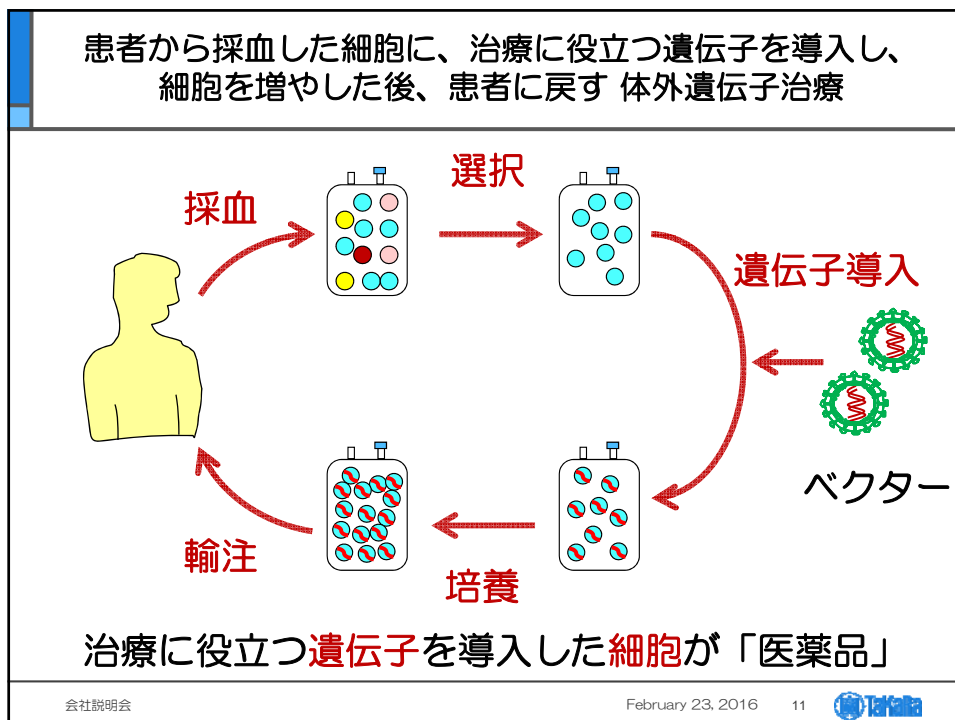 患者から採血した細胞に、治療に役立つ遺伝子を導入し、
細胞を増やした後、患者に戻す 体外遺伝子治療
採血
選択
遺伝子導入
ベクター
培養
輸注
治療に役立つ遺伝子を導入した細胞が「医薬品」
会社説明会
February 23, 2016
11
TaKaRa